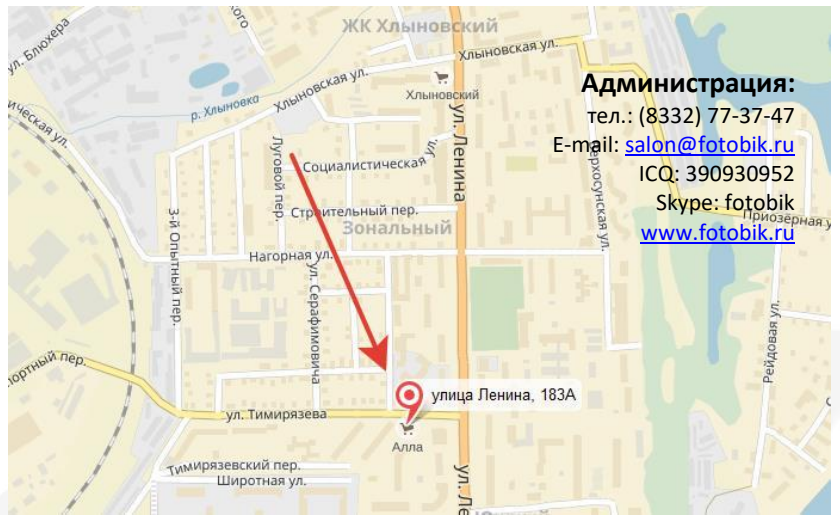 ЖК Хлыновский
ул. Блюхера
Хлыновская ул.
Хлыновская ул.
Хлыновский
р. Хлыновка
ул. Ленина
Администрация:
тел.: (8332) 77-37-47
E-mail: salon@fotobik.ru
ICQ: 390930952
Skype: fotobik
www.fotobik.ru
Луговой пер.
Социалистическая ул.
Строительный пер.
Зональный
Приозёрная у
3-й Опытный пер.
Нагорная ул.
ул. Серафимовича
Рейдовая ул.
портный пер.
улица Ленина, 183А
ул. Тимирязева
Алла
Тимирязевский пер.
Широтная ул.
ул. Ле